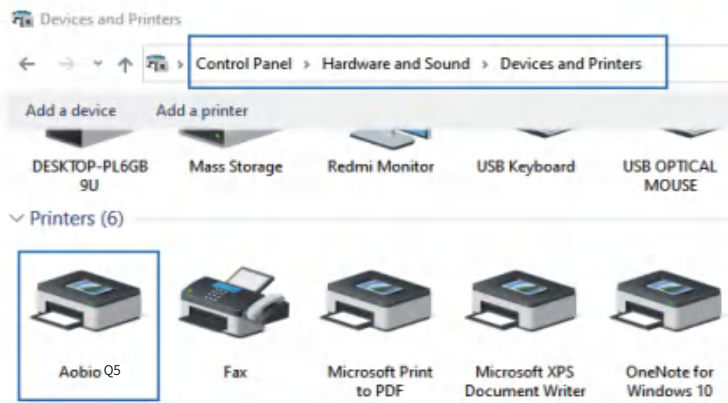 Devices and Printers
Control Panel > Hardware and Sound > Devices and Printers
Add a device Add a printer
DESKTOP-PL6GB
9U
Mass Storage
Redmi Monitor
USB Keyboard
USB OPTICAL
MOUSE
Printers (6)
Aobio Q5
Fax
Microsoft Print
to PDF
Microsoft XPS
Document Writer
OneNote for
Windows 10